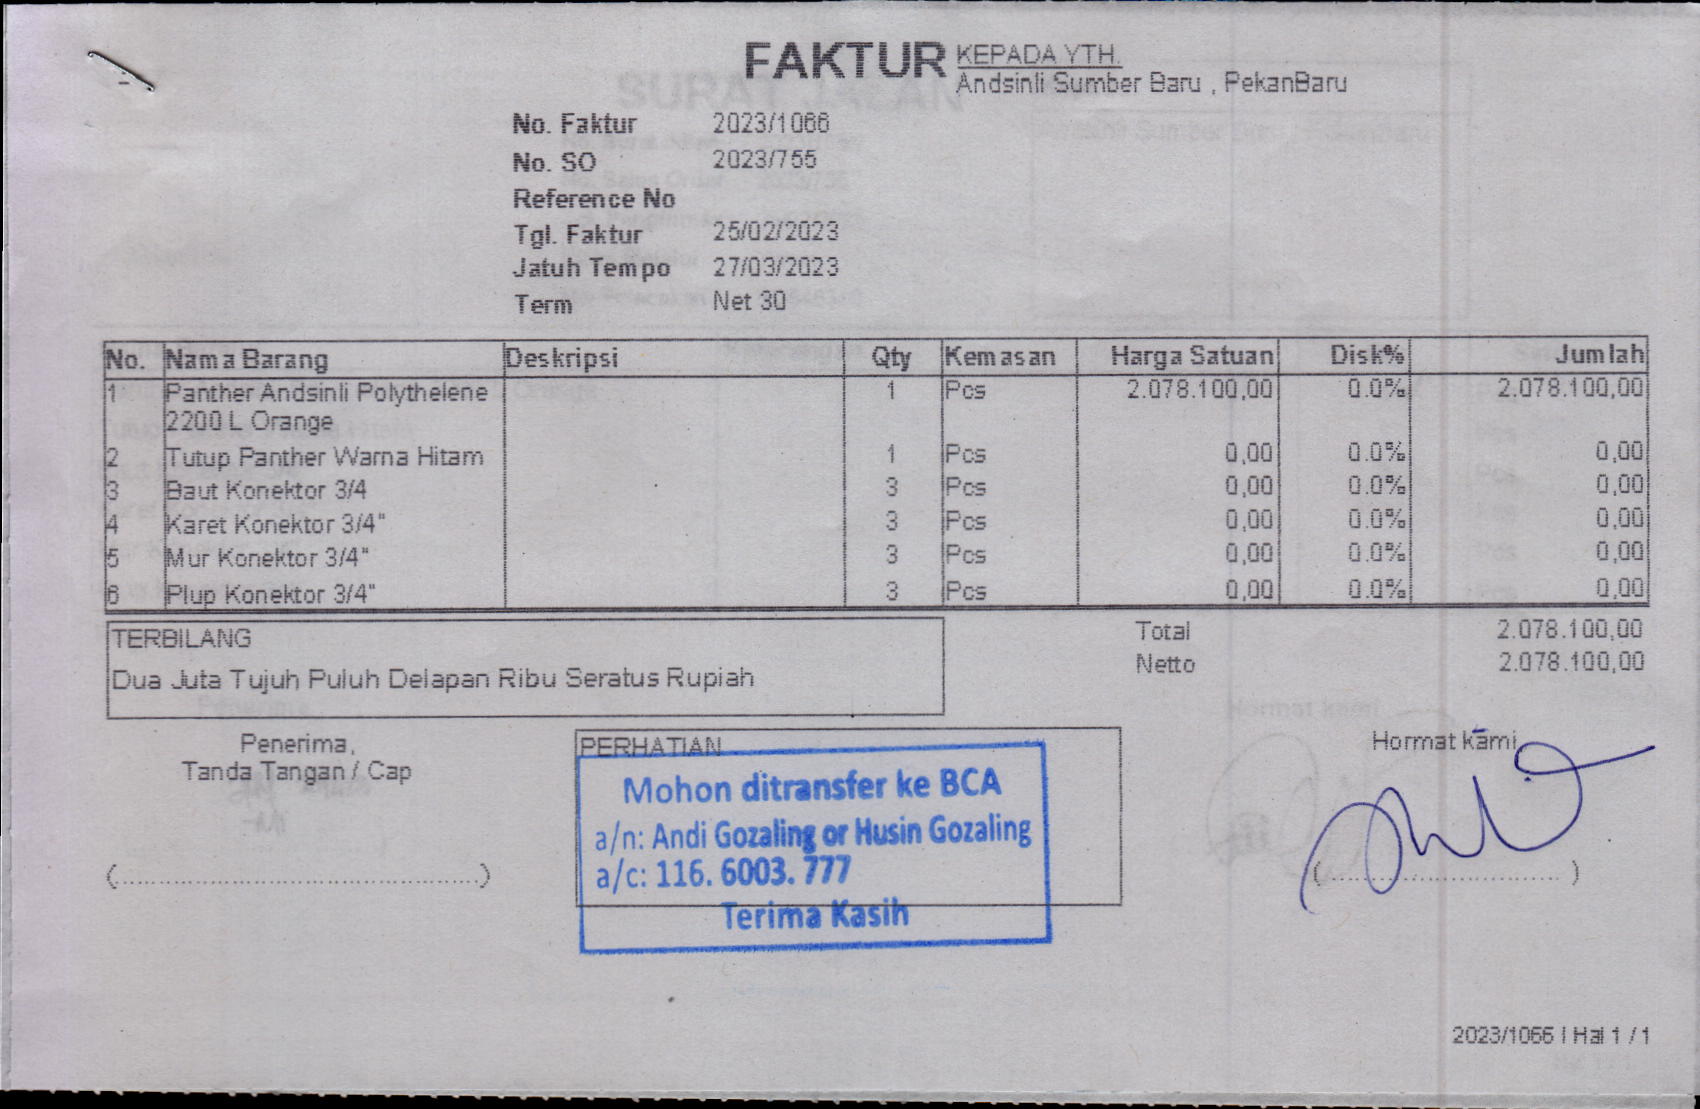 FAKTUR
KEPADA YTH.
Andsinli Sumber Baru , PekanBaru
No. Faktur 2023/1066
No. SO 2023/755
Reference No
Tgl. Faktur 25/02/2023
Jatuh Tempo 27/03/2023
Term Net 30
No. Nama Barang Deskripsi Qty Kemasan Harga Satuan Disk% Jumlah
1 Panther Andsinli Polythelene 1 Pcs 2.078.100,00 0.0% 2.078.100,00
2200 L Orange
2 Tutup Panther Warna Hitam 1 Pcs 0,00 0.0% 0,00
3 Baut Konektor 3/4 3 Pcs 0,00 0.0% 0,00
4 Karet Konektor 3/4" 3 Pcs 0,00 0.0% 0,00
5 Mur Konektor 3/4" 3 Pcs 0,00 0.0% 0,00
6 Plup Konektor 3/4" 3 Pcs 0,00 0.0% 0,00
TERBILANG
Dua Juta Tujuh Puluh Delapan Ribu Seratus Rupiah
Total 2.078.100,00
Netto 2.078.100,00
Penerima,
Tanda Tangan / Cap
(....................................................)
PERHATIAN
Mohon ditransfer ke BCA
a/n: Andi Gozaling or Husin Gozaling
a/c: 116. 6003. 777
Terima Kasih
Hormat kami
(.................................. )
2023/1066 | Hal 1 / 1